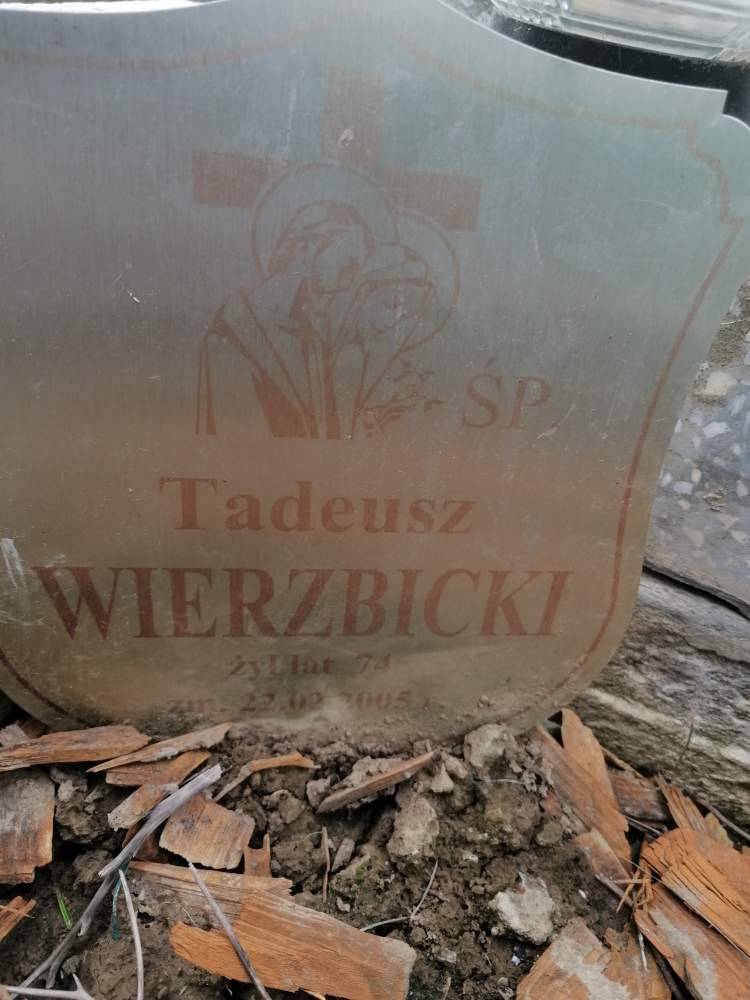 ŚP.
Tadeusz
WIERZBICKI
żył lat 74
zm. 22.02.2005 r.